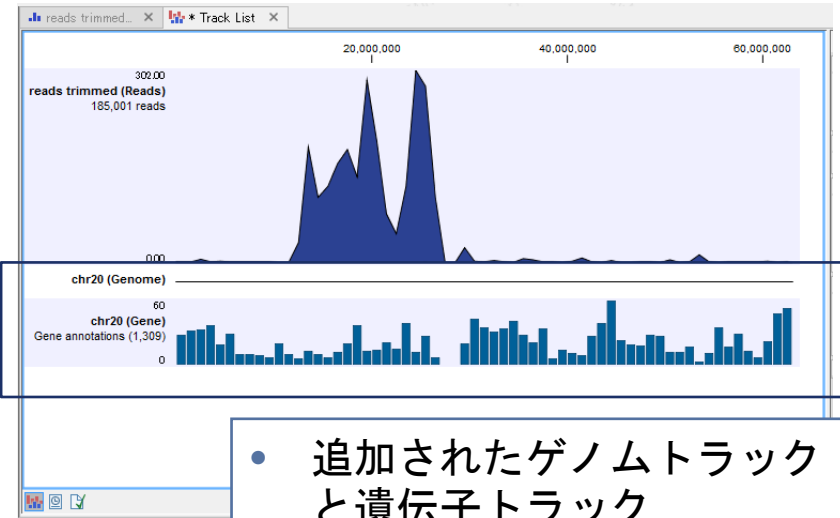 reads trimmed... × * Track List ×
20,000,000 40,000,000 60,000,000
302.00
reads trimmed (Reads)
185,001 reads
0.00
chr20 (Genome)
60
chr20 (Gene)
Gene annotations (1,309)
0
• 追加されたゲノムトラック
と遺伝子トラック